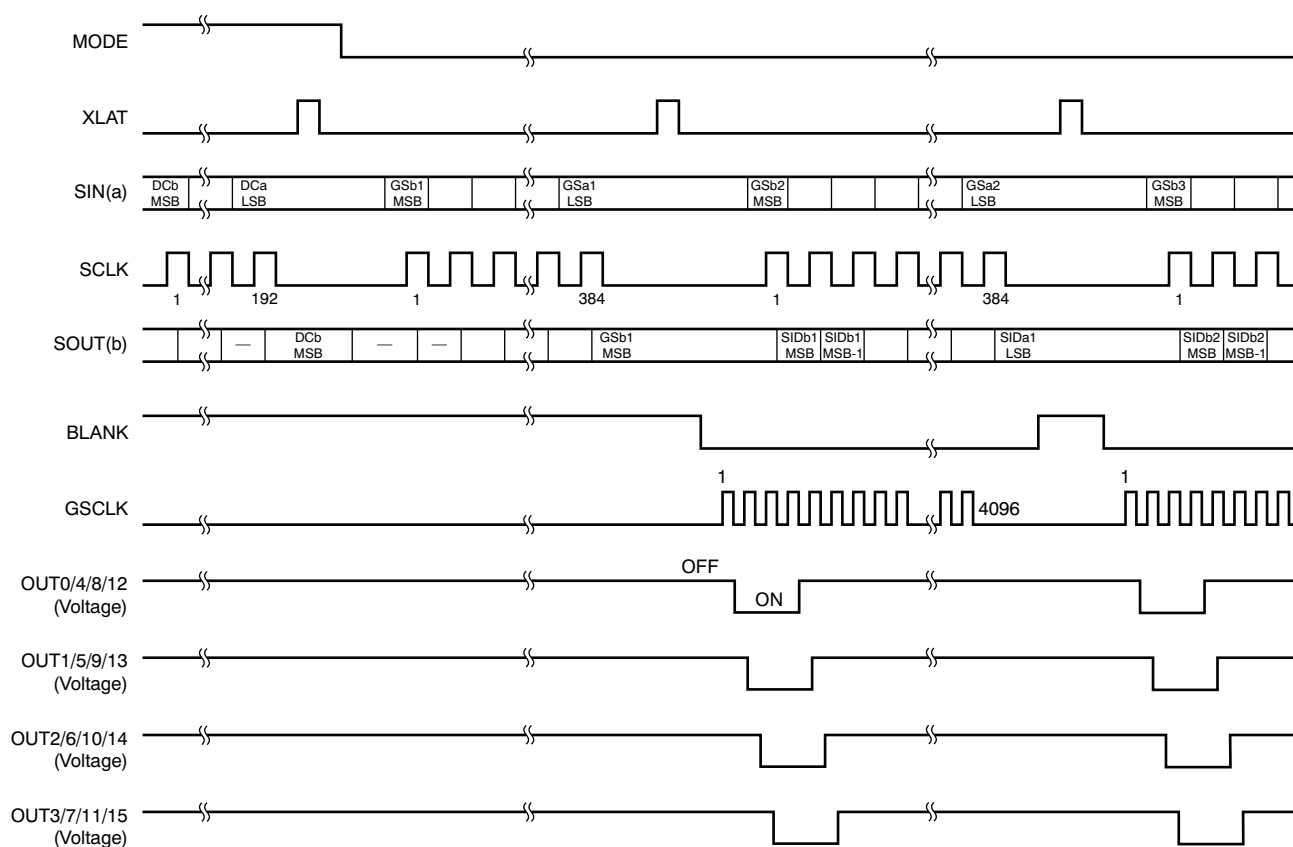 MODE
XLAT
SIN(a)
DCb
MSB
DCa
LSB
GSb1
MSB
GSa1
LSB
GSb2
MSB
GSa2
LSB
GSb3
MSB
SCLK
1
192
1
384
1
384
1
SOUT(b)
—
DCb
MSB
—
—
GSb1
MSB
SIDb1
MSB
SIDb1
MSB-1
SIDa1
LSB
SIDb2
MSB
SIDb2
MSB-1
BLANK
GSCLK
1
4096
1
OUT0/4/8/12
(Voltage)
OFF
ON
OUT1/5/9/13
(Voltage)
OUT2/6/10/14
(Voltage)
OUT3/7/11/15
(Voltage)